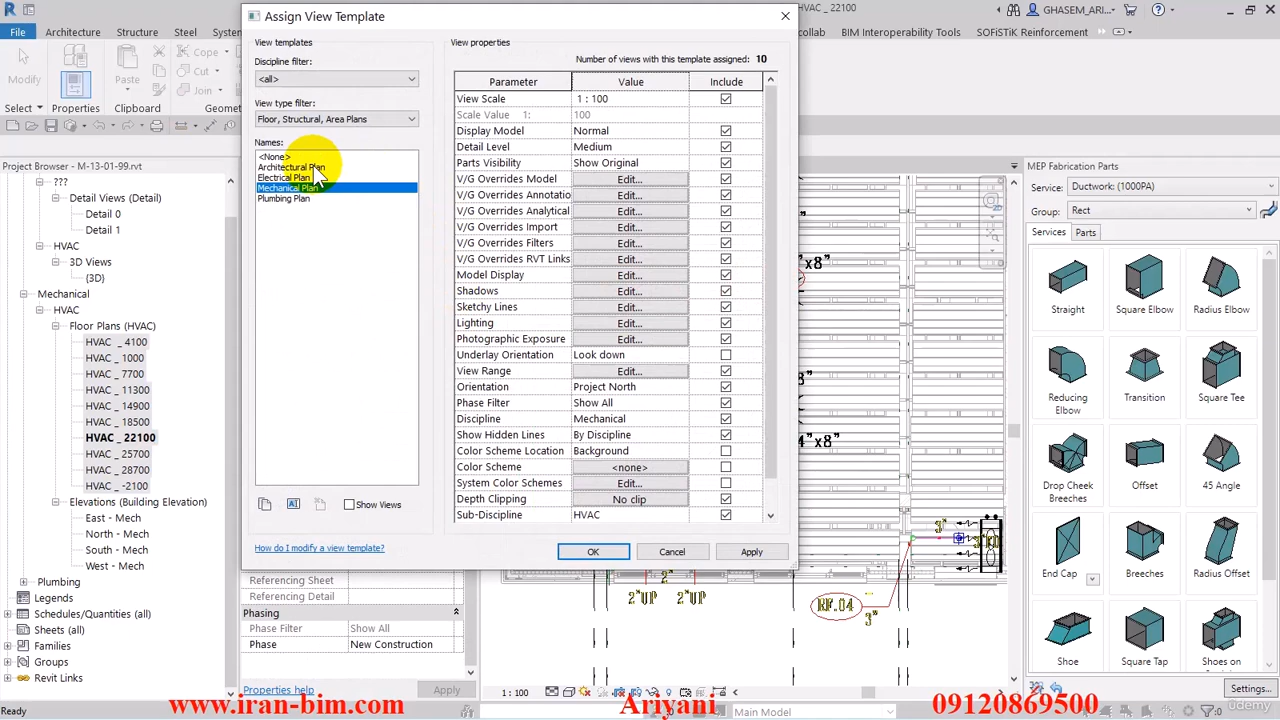 Assign View Template
22100
GHASEM_ARI...
File
Architecture
Structure
Steel
Collaborate
BIM Interoperability Tools
SOFiSTiK Reinforcement
Modify
Select
Properties
Paste
Clipboard
Cope
Cut
Join
Project Browser - M-13-01-99.rvt
???
Detail Views (Detail)
Detail 0
Detail 1
HVAC
3D Views
{3D}
Mechanical
HVAC
Floor Plans (HVAC)
HVAC _ 4100
HVAC _ 1000
HVAC _ 7700
HVAC _ 11300
HVAC _ 14900
HVAC _ 18500
HVAC _ 22100
HVAC _ 25700
HVAC _ 28700
HVAC _ -2100
Elevations (Building Elevation)
East - Mech
North - Mech
South - Mech
West - Mech
Plumbing
Legends
Schedules/Quantities (all)
Sheets (all)
Families
Groups
Revit Links
View templates
Discipline filter:
<all>
View type filter:
Floor, Structural, Area Plans
Names:
<None>
Architectural Plan
Electrical Plan
Mechanical Plan
Plumbing Plan
Show Views
How do I modify a view template?
View properties
Number of views with this template assigned: 10
Parameter Value Include
View Scale 1 : 100
Scale Value 1: 100
Display Model Normal
Detail Level Medium
Parts Visibility Show Original
V/G Overrides Model Edit...
V/G Overrides Annotatio Edit...
V/G Overrides Analytical Edit...
V/G Overrides Import Edit...
V/G Overrides Filters Edit...
V/G Overrides RVT Links Edit...
Model Display Edit...
Shadows Edit...
Sketchy Lines Edit...
Lighting Edit...
Photographic Exposure Edit...
Underlay Orientation Look down
View Range Edit...
Orientation Project North
Phase Filter Show All
Discipline Mechanical
Show Hidden Lines By Discipline
Color Scheme Location Background
Color Scheme <none>
System Color Schemes Edit...
Depth Clipping No clip
Sub-Discipline HVAC
OK
Cancel
Apply
Referencing Sheet
Referencing Detail
Phasing
Phase Filter Show All
Phase New Construction
Properties help
Apply
2"UP 2"UP
RF.04
3"
3"
1 : 100
Main Model
MEP Fabrication Parts
Service: Ductwork: (1000PA)
Group: Rect
Services Parts
Straight
Square Elbow
Radius Elbow
Reducing Elbow
Transition
Square Tee
Drop Cheek Breeches
Offset
45 Angle
End Cap
Breeches
Radius Offset
Shoe
Square Tap
Shoes on
Settings...
Ready
:0
www.iran-bim.com
Ariyani
09120869500
udemy